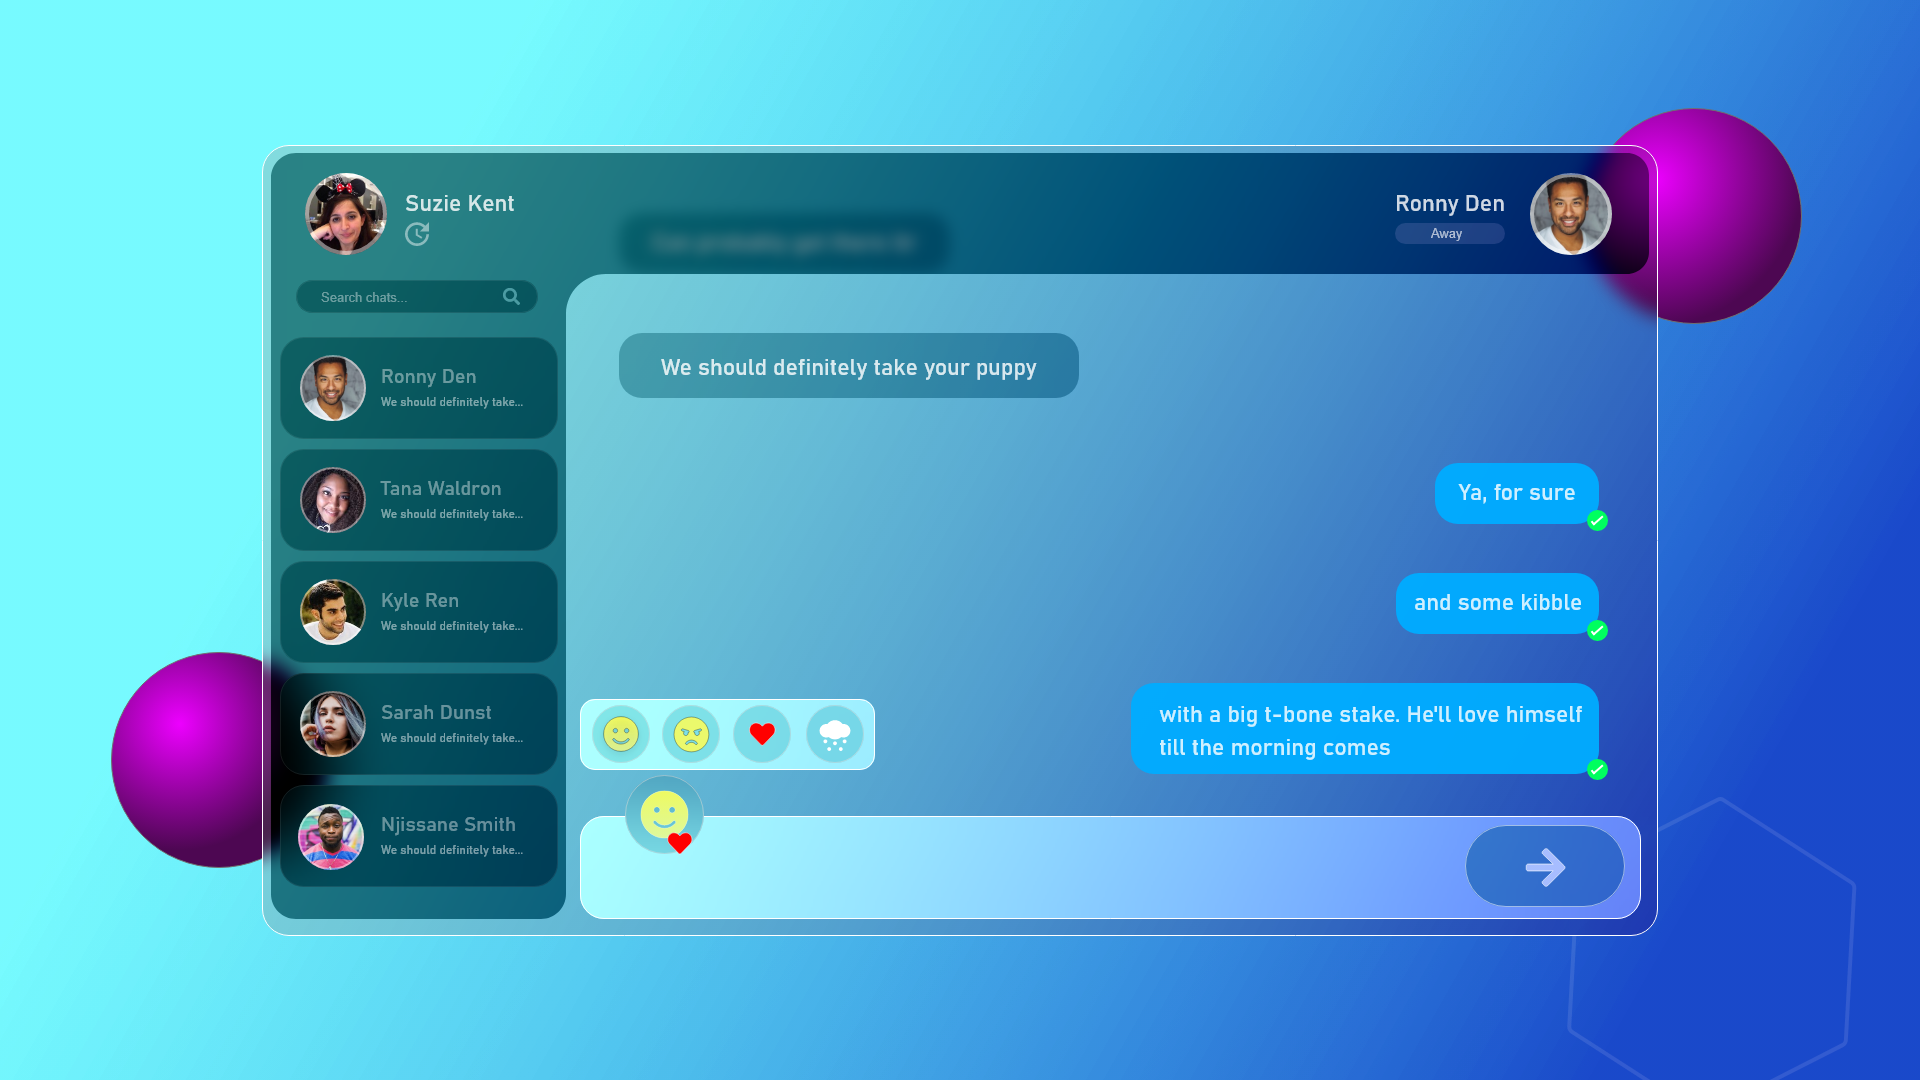 Suzie Kent
Ronny Den
Away
Search chats...
Ronny Den
We should definitely take...
Tana Waldron
We should definitely take...
Kyle Ren
We should definitely take...
Sarah Dunst
We should definitely take...
Njissane Smith
We should definitely take...
We should definitely take your puppy
Ya, for sure
and some kibble
with a big t-bone stake. He'll love himself
till the morning comes